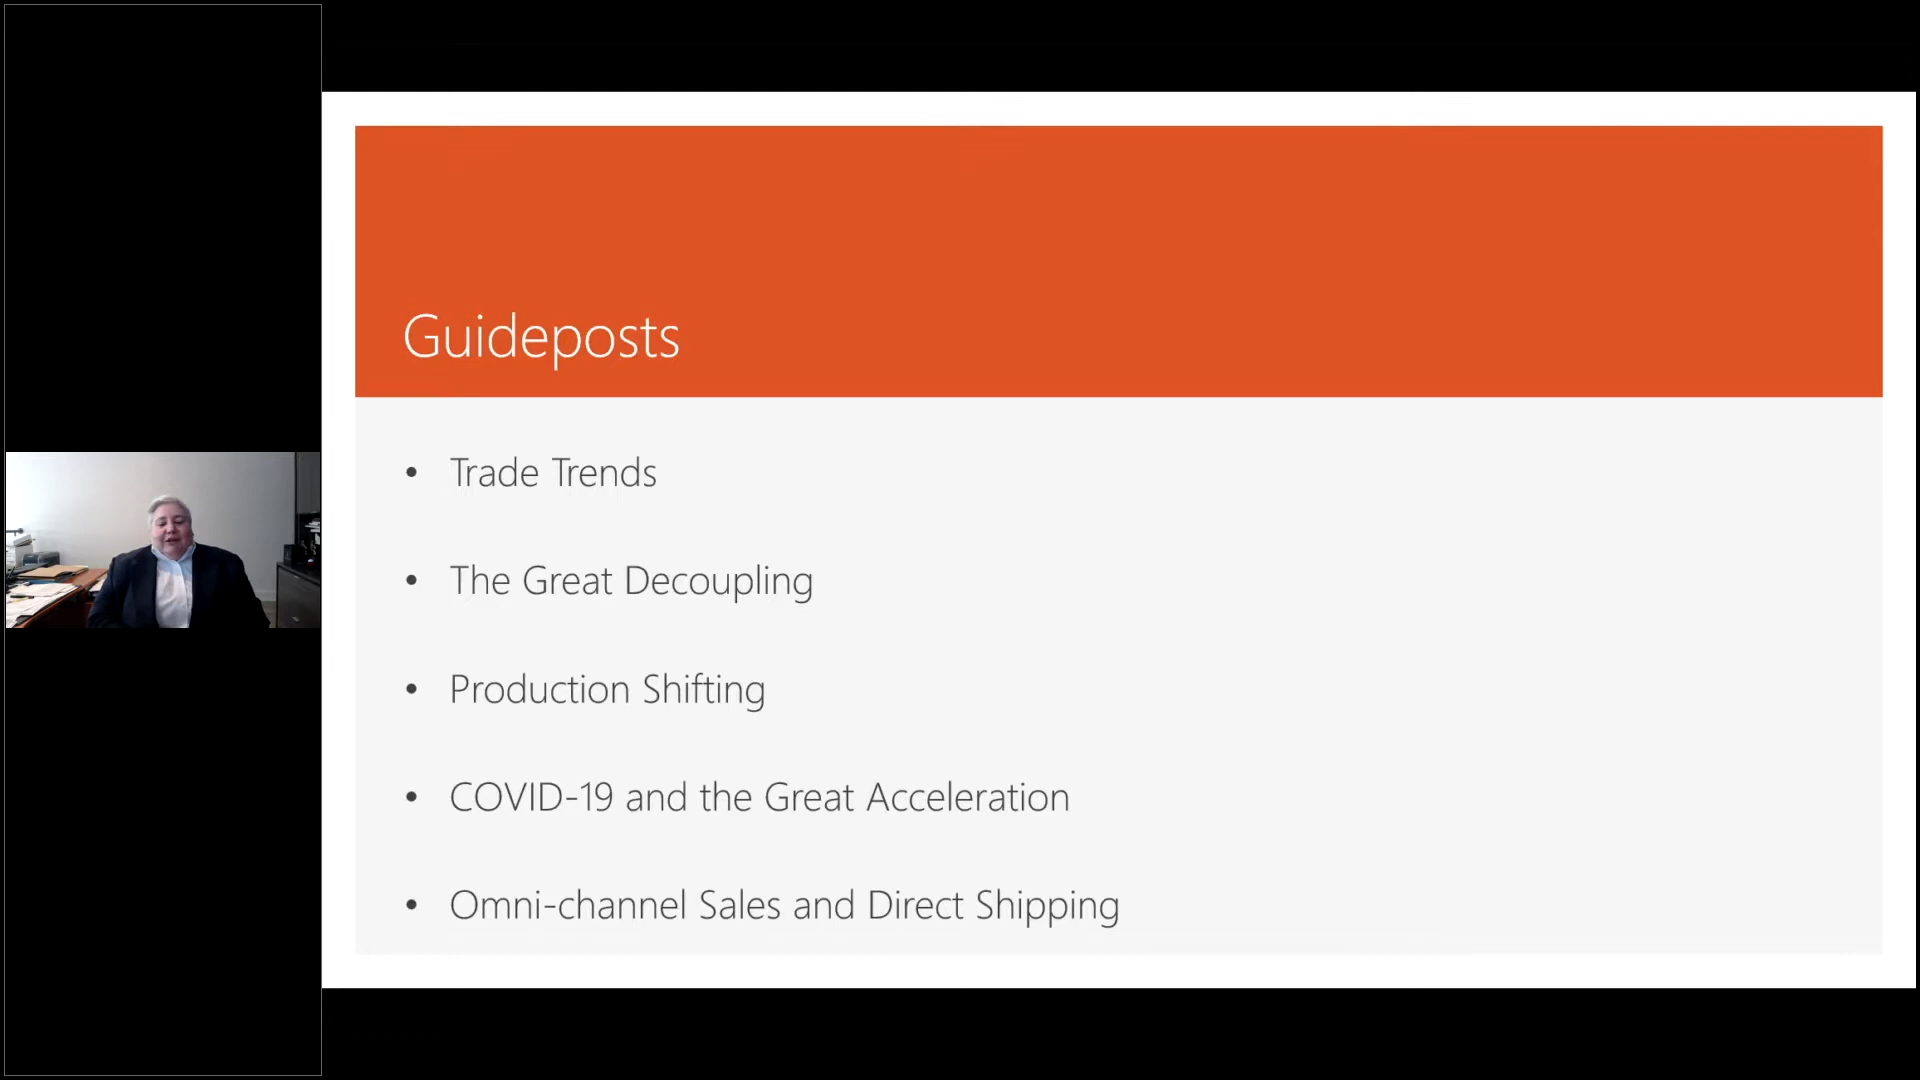 Guideposts
• Trade Trends
• The Great Decoupling
• Production Shifting
• COVID-19 and the Great Acceleration
• Omni-channel Sales and Direct Shipping